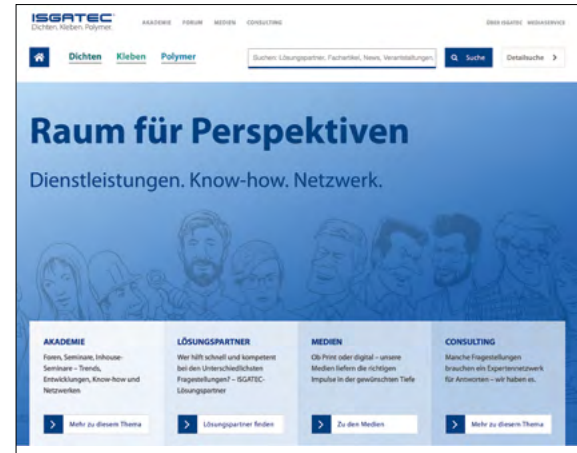 ISGATEC
Dichten. Kleben. Polymer.
AKADEMIE FORUM MEDIEN CONSULTING
ÜBER ISGATEC MEDIASERVICE
Dichten Kleben Polymer
Suchen: Lösungspartner, Fachartikel, News, Veranstaltungen,
Suche
Detailsuche
Raum für Perspektiven
Dienstleistungen. Know-how. Netzwerk.
AKADEMIE
Foren, Seminare, Inhouse-
Seminare – Trends,
Entwicklungen, Know-how und
Netzwerken
Mehr zu diesem Thema
LÖSUNGSPARTNER
Wer hilft schnell und kompetent
bei den Unterschiedlichsten
Fragestellungen? – ISGATEC-
Lösungspartner
Lösungspartner finden
MEDIEN
Ob Print oder digital – unsere
Medien liefern die richtigen
Impulse in der gewünschten Tiefe
Zu den Medien
CONSULTING
Manche Fragestellungen
brauchen ein Expertennetzwerk
für Antworten – wir haben es.
Mehr zu diesem Thema